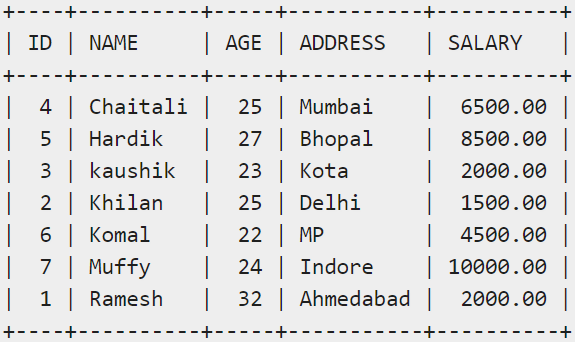 +----+----------+-----+-----------+----------+
| ID | NAME     | AGE | ADDRESS   | SALARY   |
+----+----------+-----+-----------+----------+
|  4 | Chaitali |  25 | Mumbai    |  6500.00 |
|  5 | Hardik   |  27 | Bhopal    |  8500.00 |
|  3 | kaushik  |  23 | Kota      |  2000.00 |
|  2 | Khilan   |  25 | Delhi     |  1500.00 |
|  6 | Komal    |  22 | MP        |  4500.00 |
|  7 | Muffy    |  24 | Indore    | 10000.00 |
|  1 | Ramesh   |  32 | Ahmedabad |  2000.00 |
+----+----------+-----+-----------+----------+